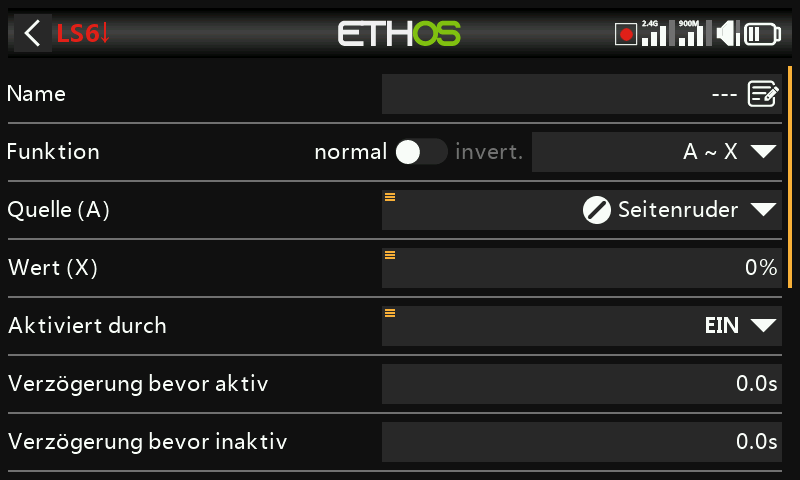 LS6↓ ETHOS 2.4G 900M
Name ---
Funktion normal invert. A ~ X
Quelle (A) Seitenruder
Wert (X) 0%
Aktiviert durch EIN
Verzögerung bevor aktiv 0.0s
Verzögerung bevor inaktiv 0.0s